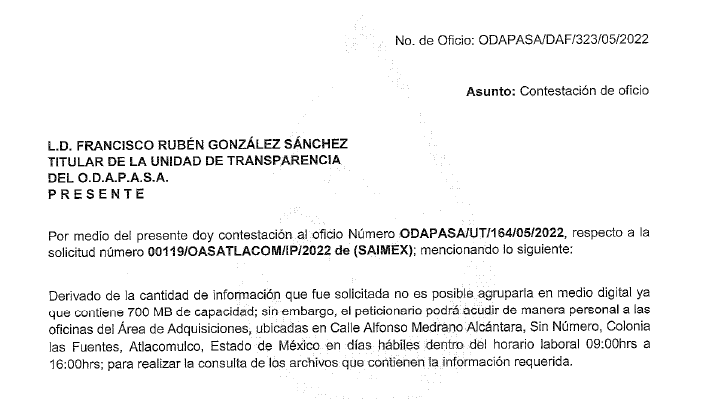 No. de Oficio: ODAPASA/DAF/323/05/2022
Asunto: Contestación de oficio
L.D. FRANCISCO RUBÉN GONZÁLEZ SÁNCHEZ
TITULAR DE LA UNIDAD DE TRANSPARENCIA
DEL O.D.A.P.A.S.A.
P R E S E N T E
Por medio del presente doy contestación al oficio Número ODAPASA/UT/164/05/2022, respecto a la
solicitud número 00119/OASATLACOM/IP/2022 de (SAIMEX); mencionando lo siguiente:
Derivado de la cantidad de información que fue solicitada no es posible agruparla en medio digital ya
que contiene 700 MB de capacidad; sin embargo, el peticionario podrá acudir de manera personal a las
oficinas del Área de Adquisiciones, ubicadas en Calle Alfonso Medrano Alcántara, Sin Número, Colonia
las Fuentes, Atlacomulco, Estado de México en días hábiles dentro del horario laboral 09:00hrs a
16:00hrs; para realizar la consulta de los archivos que contienen la información requerida.